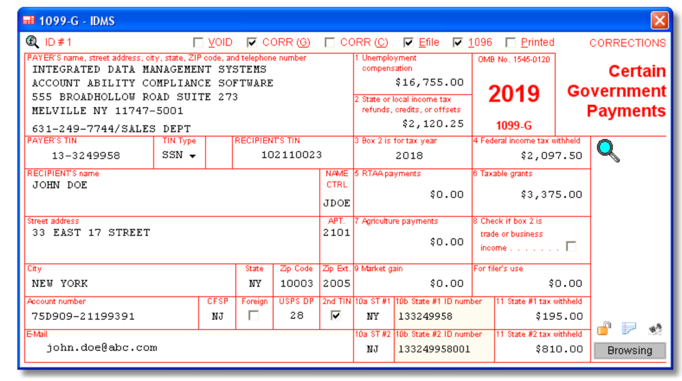 1099-G - IDMS
ID # 1 VOID CORR (G) CORR (C) Efile 1096 Printed CORRECTIONS
PAYER'S name, street address, city, state, ZIP code, and telephone number
INTEGRATED DATA MANAGEMENT SYSTEMS
ACCOUNT ABILITY COMPLIANCE SOFTWARE
555 BROADHOLLOW ROAD SUITE 273
MELVILLE NY 11747-5001
631-249-7744/SALES DEPT
1 Unemployment
compensation
$16,755.00
2 State or local income tax
refunds, credits, or offsets
$2,120.25
OMB No. 1545-0120
2019
1099-G
Certain
Government
Payments
PAYER'S TIN TIN Type RECIPIENT'S TIN 3 Box 2 is for tax year 4 Federal income tax withheld
13-3249958 SSN 102110023 2018 $2,097.50
RECIPIENT'S name NAME 5 RTAA payments 6 Taxable grants
JOHN DOE CTRL
JDOE $0.00 $3,375.00
Street address APT. 7 Agriculture payments 8 Check if box 2 is
33 EAST 17 STREET 2101 trade or business
$0.00 income . . . . . . .
City State Zip Code Zip Ext. 9 Market gain For filer's use
NEW YORK NY 10003 2005 $0.00 $0.00
Account number CFSP Foreign USPS DP 2nd TIN 10a ST #1 10b State #1 ID number 11 State #1 tax withheld
75D909-21199391 NJ 28 NY 133249958 $195.00
E-Mail 10a ST #2 10b State #2 ID number 11 State #2 tax withheld
john.doe@abc.com NJ 133249958001 $810.00
Browsing